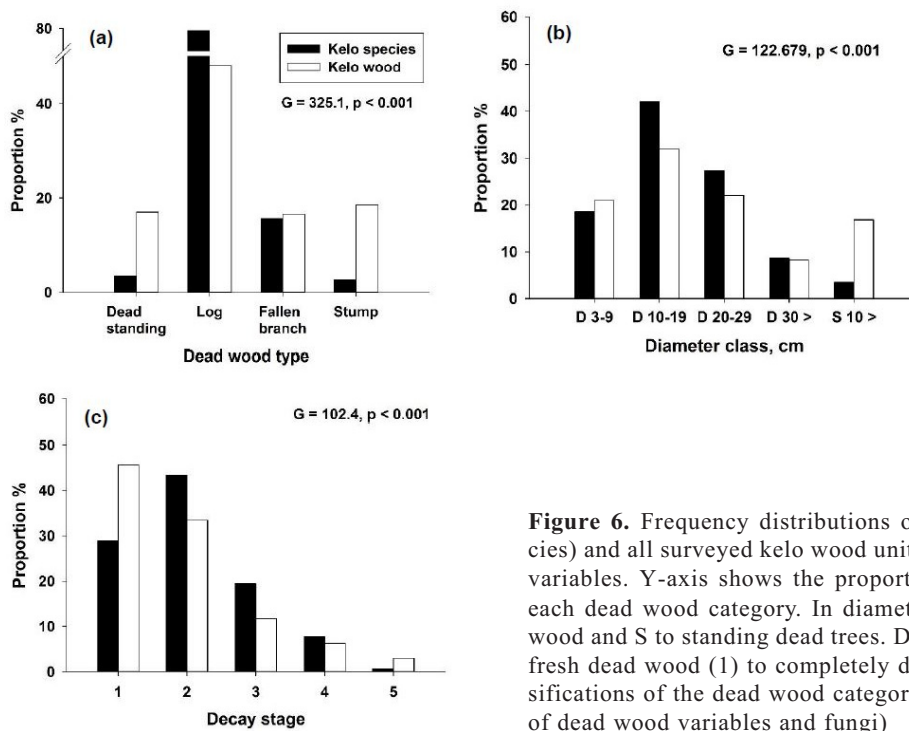 (a)
80
40
20
0
Proportion %
Kelo species
Kelo wood
G = 325.1, p < 0.001
Dead standing
Log
Fallen branch
Stump
Dead wood type
(b)
60
50
40
30
20
10
0
Proportion %
G = 122.679, p < 0.001
D 3-9
D 10-19
D 20-29
D 30 >
S 10 >
Diameter class, cm
(c)
60
50
40
30
20
10
0
Proportion %
G = 102.4, p < 0.001
1
2
3
4
5
Decay stage
Figure 6. Frequency distributions o
cies) and all surveyed kelo wood unit
variables. Y-axis shows the proport
each dead wood category. In diamet
wood and S to standing dead trees. D
fresh dead wood (1) to completely d
sifications of the dead wood categor
of dead wood variables and fungi)